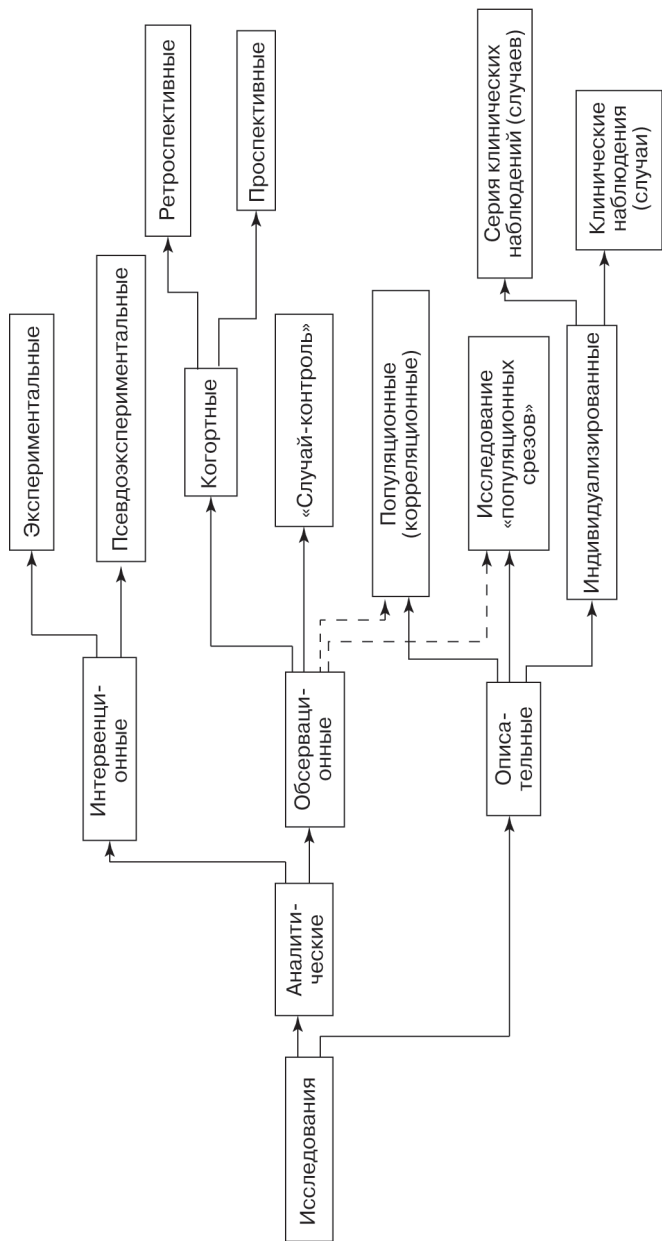 Исследования
Аналити-
ческие
Описа-
тельные
Интервенци-
онные
Обсерваци-
онные
Экспериментальные
Псевдоэкспериментальные
Когортные
«Случай-контроль»
Популяционные
(корреляционные)
Исследование
«популяционных
срезов»
Индивидуализированные
Ретроспективные
Проспективные
Серия клинических
наблюдений (случаев)
Клинические
наблюдения
(случаи)